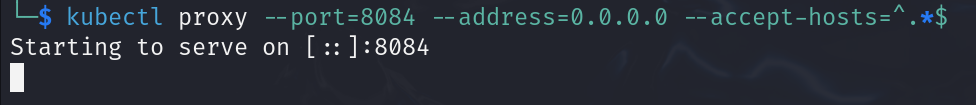 └─$ kubectl proxy --port=8084 --address=0.0.0.0 --accept-hosts=^.*$
Starting to serve on [::]:8084